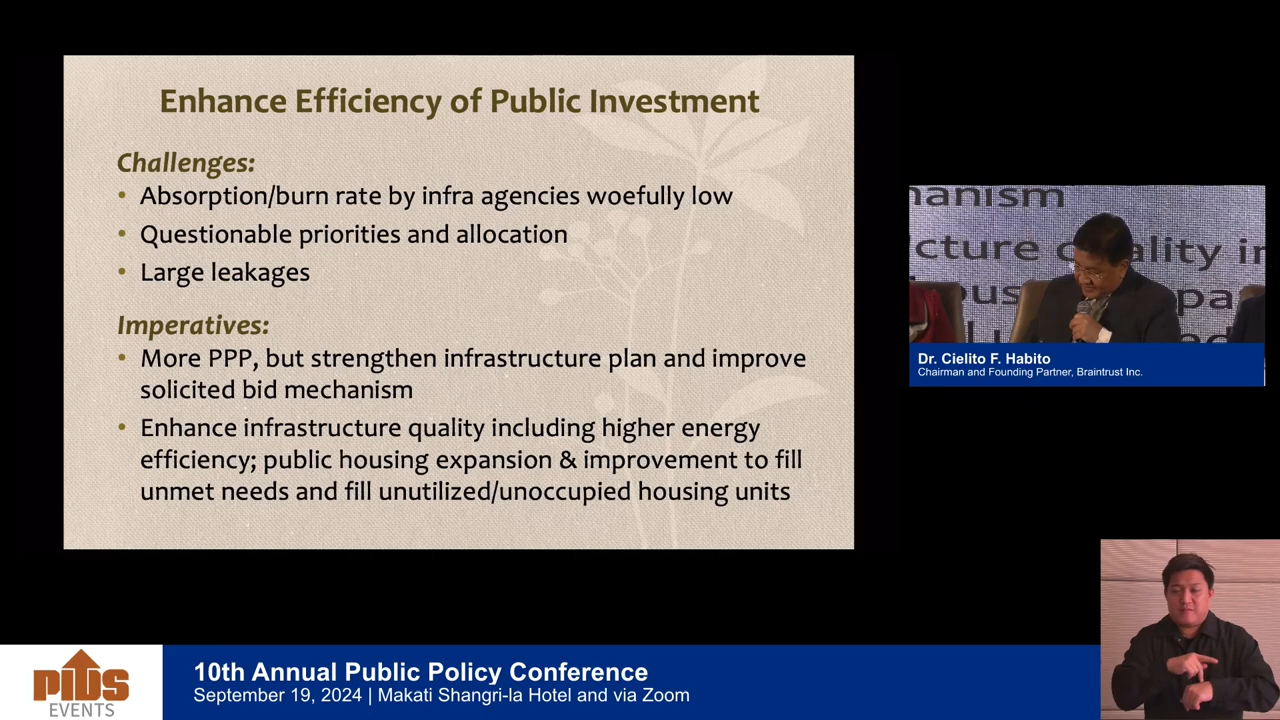 Enhance Efficiency of Public Investment
Challenges:
• Absorption/burn rate by infra agencies woefully low
• Questionable priorities and allocation
• Large leakages
Imperatives:
• More PPP, but strengthen infrastructure plan and improve
solicited bid mechanism
• Enhance infrastructure quality including higher energy
efficiency; public housing expansion & improvement to fill
unmet needs and fill unutilized/unoccupied housing units
Dr. Cielito F. Habito
Chairman and Founding Partner, Braintrust Inc.
PIDS
EVENTS
10th Annual Public Policy Conference
September 19, 2024 | Makati Shangri-la Hotel and via Zoom